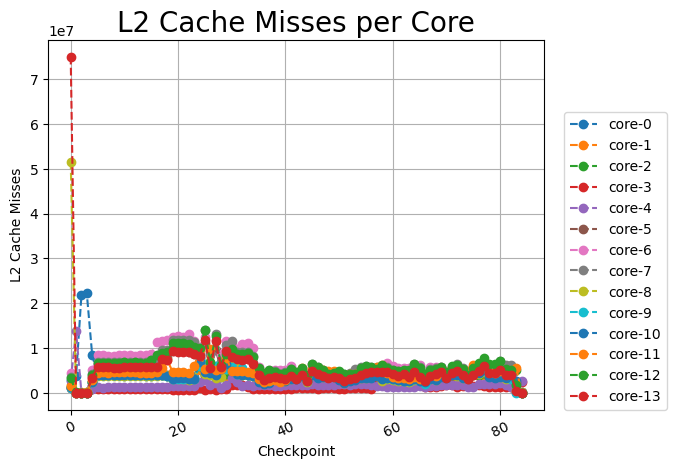 L2 Cache Misses per Core
1e7
7
6
5
4
3
2
1
0
L2 Cache Misses
0 20 40 60 80
Checkpoint
core-0
core-1
core-2
core-3
core-4
core-5
core-6
core-7
core-8
core-9
core-10
core-11
core-12
core-13